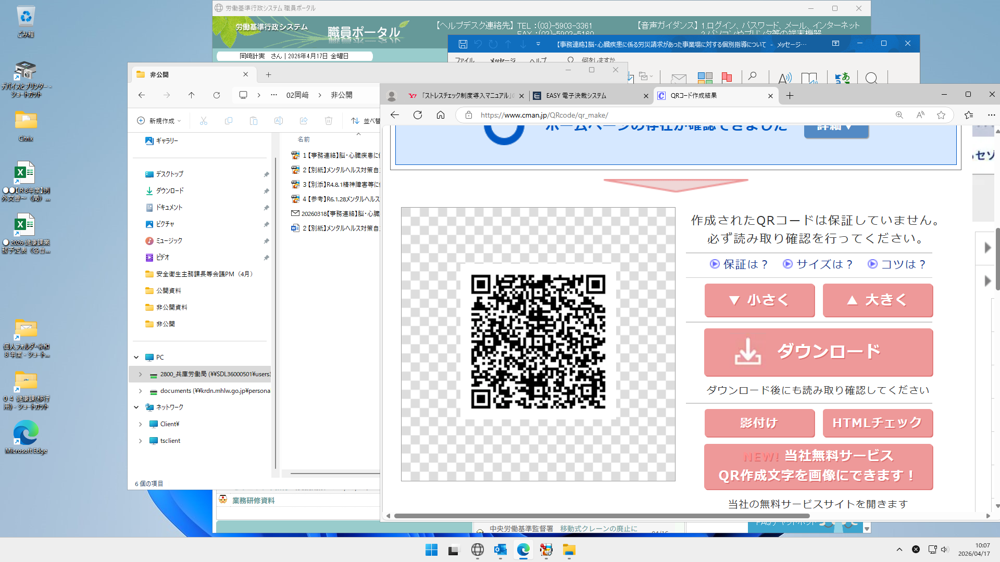 ごみ箱
デバイスとプリンター -
ショートカット
Citrix
●●【R8年度】例
外文書～（局）...
● 2026 健康課業
務予定表（各自...
個人フォルダ・令和
8年度 - ショート...
04 健康課(移行
用) - ショートカット
Microsoft Edge
労働基準行政システム 職員ポータル
労働基準行政システム
職員ポータル
【ヘルプデスク連絡先】 TEL :(03)-5903-3361
FAX :(03)-5903-5160
【音声ガイダンス】 1.ログイン、パスワード、メール、インターネット
2.パソコンやプリンタ等の端末機器
岡﨑計実　さん | 2026年4月17日 金曜日
【事務連絡】脳・心臓疾患に係る労災請求があった事業場に対する個別指導について - メッセージ…
ファイル
メッセージ
ヘルプ
何をしますか
非公開
02岡﨑
非公開
新規作成
並べ替
ギャラリー
デスクトップ
ダウンロード
ドキュメント
ピクチャ
ミュージック
ビデオ
安全衛生主務課長等会議PM（4月）
公開資料
非公開資料
非公開
PC
2800_兵庫労働局 (¥¥SDL36000501¥users3
documents (¥¥krdn.mhlw.go.jp¥persona
ネットワーク
Client¥
tsclient
6 個の項目
名前
1 【事務連絡】脳・心臓疾患に
2 【別紙】メンタルヘルス対策自
3 【別添】R4.8.1精神障害等に
4 【参考】R6.1.28メンタルヘルス
20260318【事務連絡】脳・心臓
2 【別紙】メンタルヘルス対策自
「ストレスチェック制度導入マニュアル」
EASY 電子決裁システム
QRコード作成結果
https://www.cman.jp/QRcode/qr_make/
ホームページの存在が確認できました
詳細▼
セゾ
作成されたQRコードは保証していません。
必ず読み取り確認を行ってください。
保証は？
サイズは？
コツは？
▼ 小さく
▲ 大きく
ダウンロード
ダウンロード後にも読み取り確認してください
影付け
HTMLチェック
NEW! 当社無料サービス
QR作成文字を画像にできます！
当社の無料サービスサイトを開きます
業務研修資料
中央労働基準監督署　移動式クレーンの廃止に
04/16
FAQチャットボット
10:07
2026/04/17